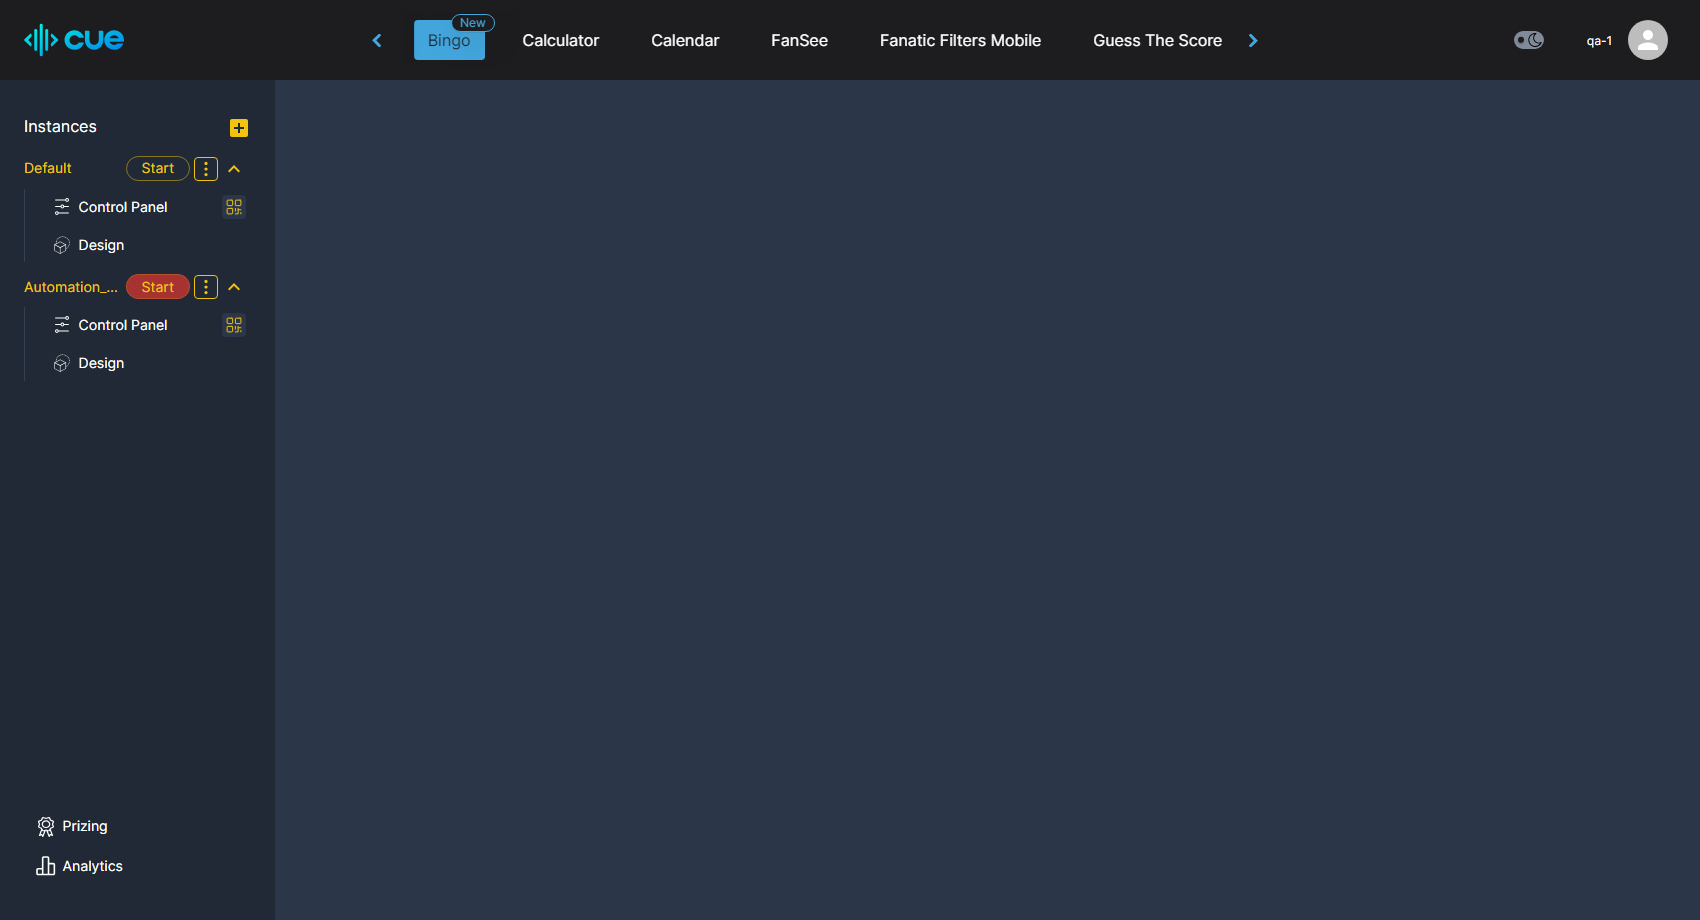 cue
New
Bingo
Calculator
Calendar
FanSee
Fanatic Filters Mobile
Guess The Score
qa-1
Instances
Default
Start
Control Panel
Design
Automation_...
Start
Control Panel
Design
Prizing
Analytics